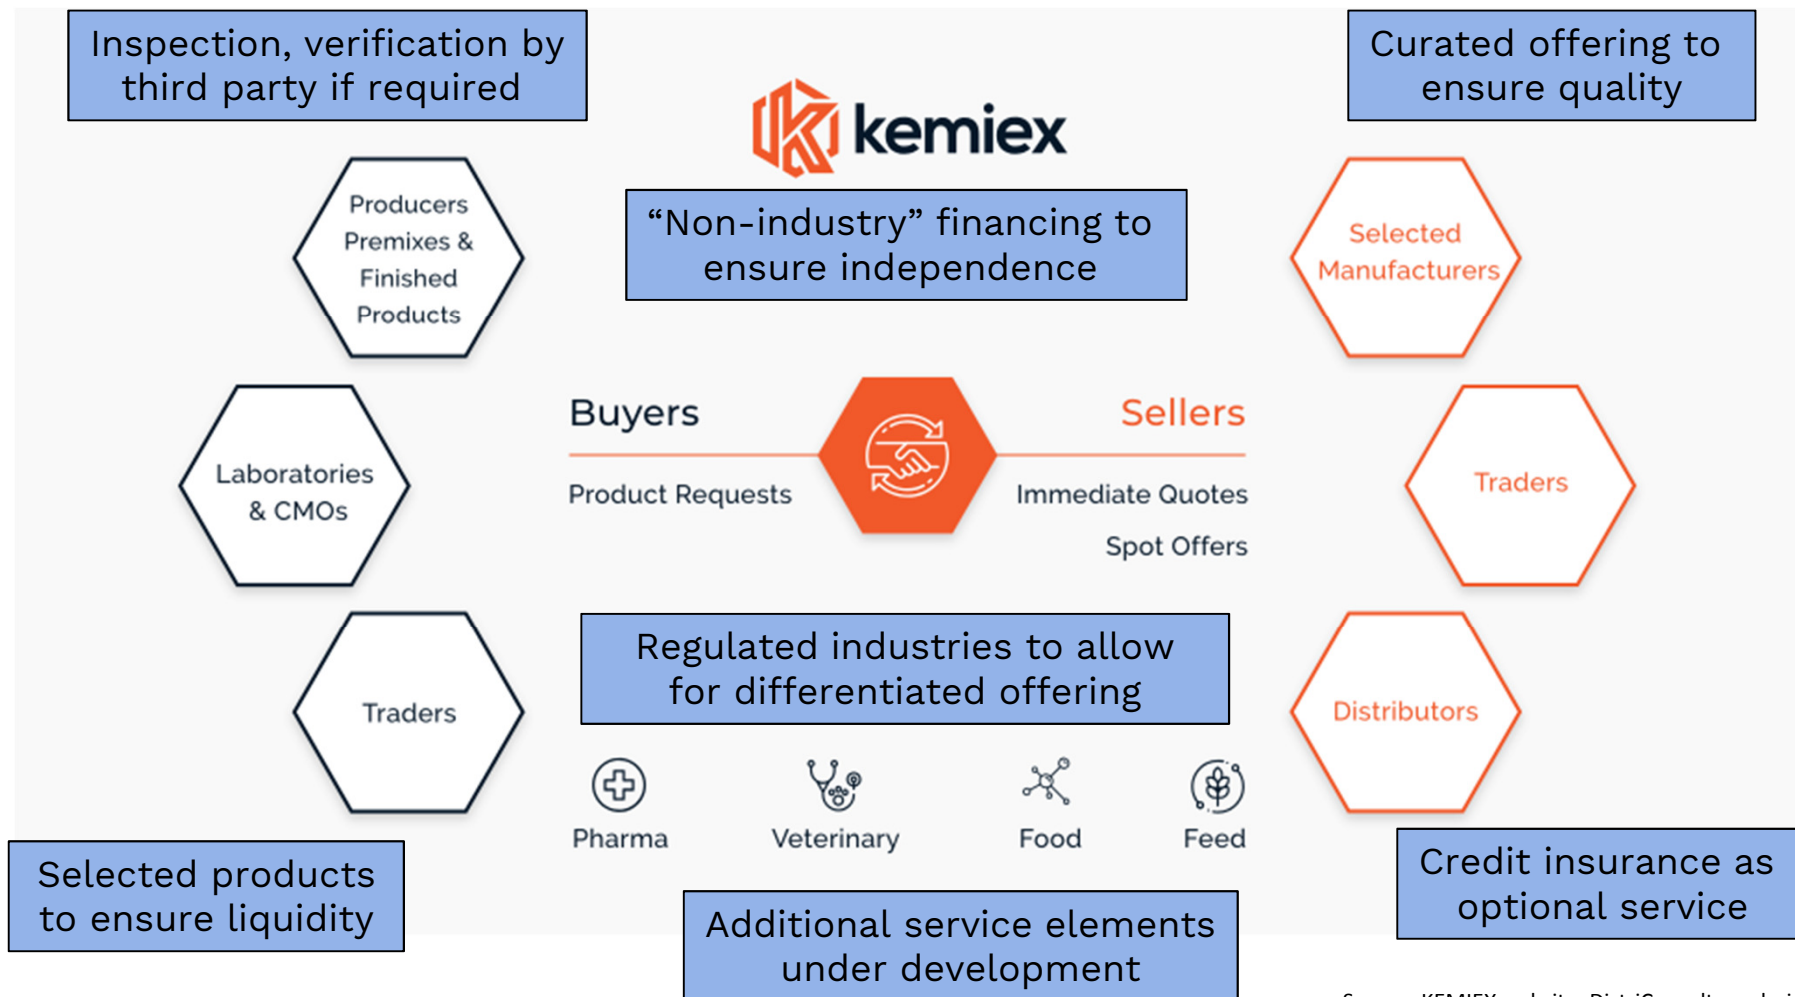 Inspection, verification by
third party if required
Curated offering to
ensure quality
kemiex
"Non-industry" financing to
ensure independence
Producers
Premixes &
Finished
Products
Selected
Manufacturers
Buyers
Sellers
Product Requests
Immediate Quotes
Spot Offers
Laboratories
& CMOs
Traders
Regulated industries to allow
for differentiated offering
Traders
Distributors
Pharma
Veterinary
Food
Feed
Selected products
to ensure liquidity
Additional service elements
under development
Credit insurance as
optional service